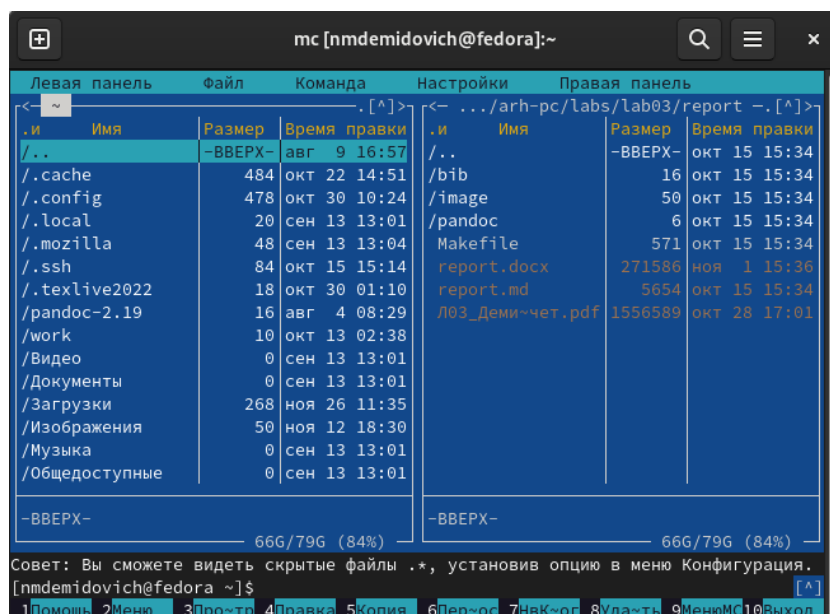 mc [nmdemidovich@fedora]:~
Левая панель Файл Команда Настройки Правая панель
<— ~ .[^]> <— .../arh-pc/labs/lab03/report —.[^]>
.и Имя Размер Время правки .и Имя Размер Время правки
/.. -ВВЕРХ- авг 9 16:57 /.. -ВВЕРХ- окт 15 15:34
/.cache 484 окт 22 14:51 /bib 16 окт 15 15:34
/.config 478 окт 30 10:24 /image 50 окт 15 15:34
/.local 20 сен 13 13:01 /pandoc 6 окт 15 15:34
/.mozilla 48 сен 13 13:04 Makefile 571 окт 15 15:34
/.ssh 84 окт 15 15:14 report.docx 271586 ноя 1 15:36
/.texlive2022 18 окт 30 01:10 report.md 5654 окт 15 15:34
/pandoc-2.19 16 авг 4 08:29 Л03_Деми~чет.pdf 1556589 окт 28 17:01
/work 10 окт 13 02:38
/Видео 0 сен 13 13:01
/Документы 0 сен 13 13:01
/Загрузки 268 ноя 26 11:35
/Изображения 50 ноя 12 18:30
/Музыка 0 сен 13 13:01
/Общедоступные 0 сен 13 13:01
-ВВЕРХ- -ВВЕРХ-
66G/79G (84%) 66G/79G (84%)
Совет: Вы сможете видеть скрытые файлы .*, установив опцию в меню Конфигурация.
[nmdemidovich@fedora ~]$ [^]
1Помощь 2Меню 3Про~тр 4Правка 5Копия 6Пер~ос 7НвК~ог 8Уда~ть 9МенюMC 10Выход